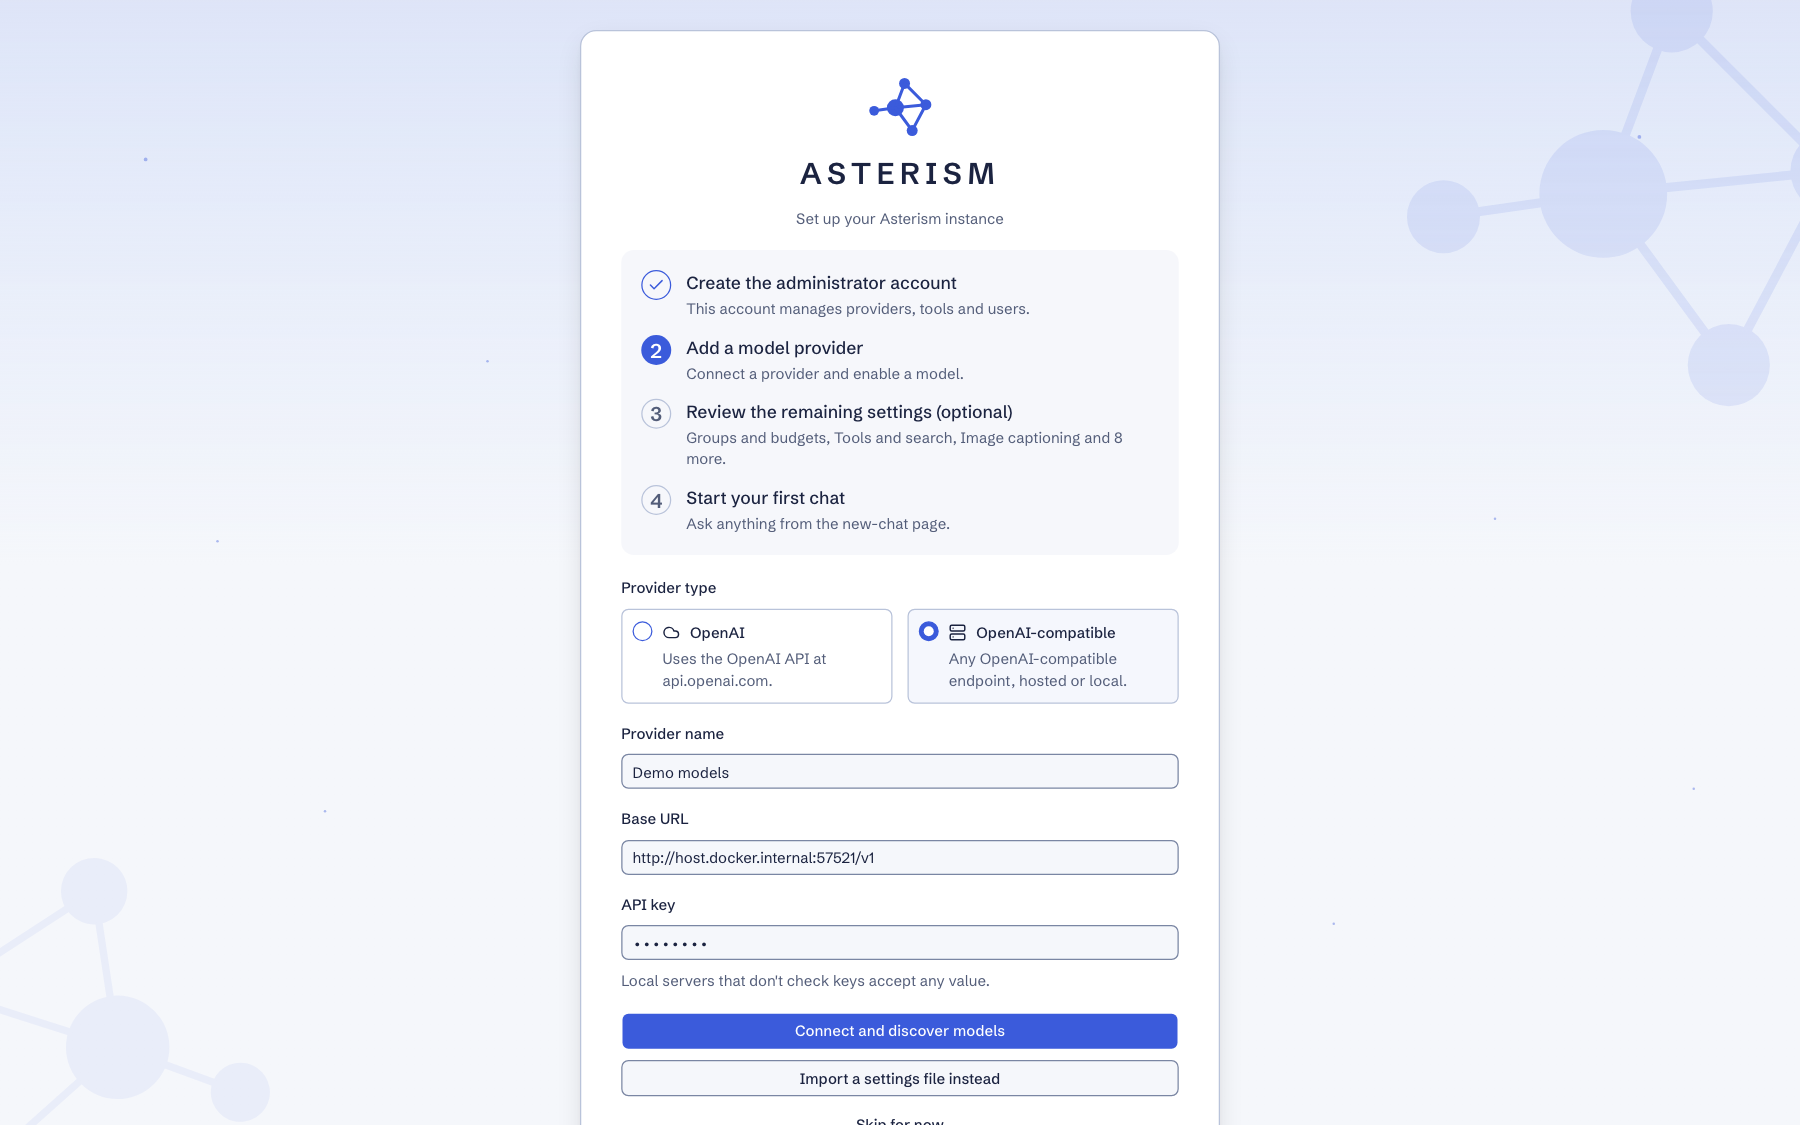 ASTERISM
Set up your Asterism instance
Create the administrator account
This account manages providers, tools and users.
2
Add a model provider
Connect a provider and enable a model.
3
Review the remaining settings (optional)
Groups and budgets, Tools and search, Image captioning and 8
more.
4
Start your first chat
Ask anything from the new-chat page.
Provider type
OpenAI
Uses the OpenAI API at
api.openai.com.
OpenAI-compatible
Any OpenAI-compatible
endpoint, hosted or local.
Provider name
Demo models
Base URL
http://host.docker.internal:57521/v1
API key
••••••••
Local servers that don't check keys accept any value.
Connect and discover models
Import a settings file instead
Skip for now